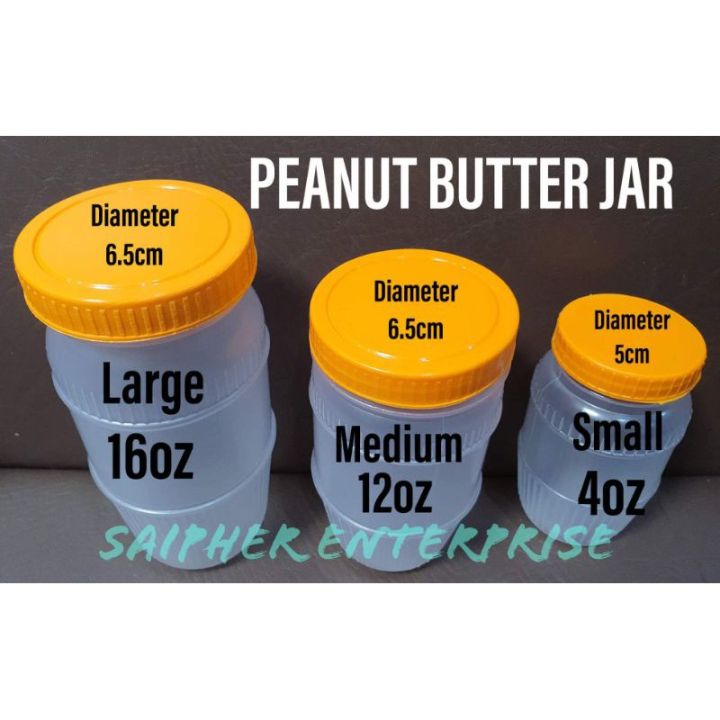 PEANUT BUTTER JAR
Diameter
6.5cm
Large
16oz
Diameter
6.5cm
Medium
12oz
Diameter
5cm
Small
4oz
SAIPHER ENTERPRISE